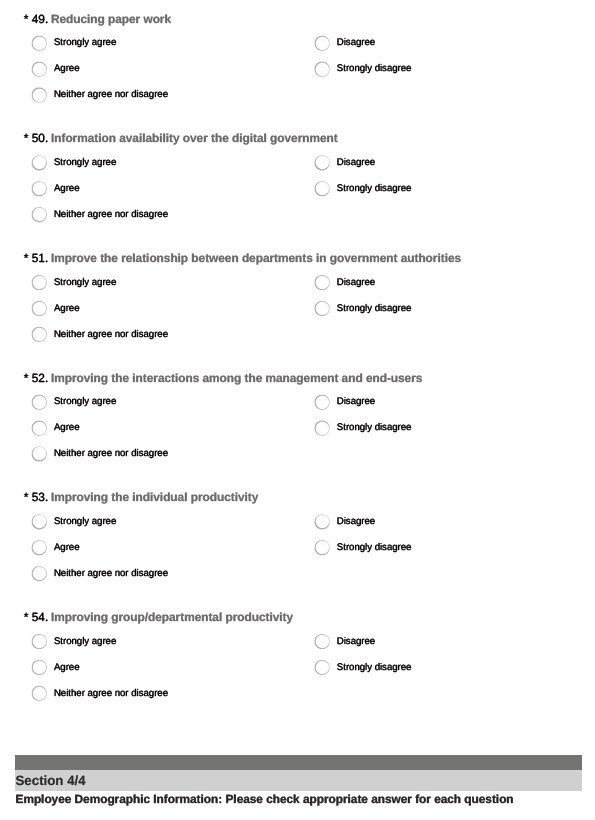 * 49. Reducing paper work
Strongly agree
Disagree
Agree
Strongly disagree
Neither agree nor disagree
* 50. Information availability over the digital government
Strongly agree
Disagree
Agree
Strongly disagree
Neither agree nor disagree
* 51. Improve the relationship between departments in government authorities
Strongly agree
Disagree
Agree
Strongly disagree
Neither agree nor disagree
* 52. Improving the interactions among the management and end-users
Strongly agree
Disagree
Agree
Strongly disagree
Neither agree nor disagree
* 53. Improving the individual productivity
Strongly agree
Disagree
Agree
Strongly disagree
Neither agree nor disagree
* 54. Improving group/departmental productivity
Strongly agree
Disagree
Agree
Strongly disagree
Neither agree nor disagree
Section 4/4
Employee Demographic Information: Please check appropriate answer for each question